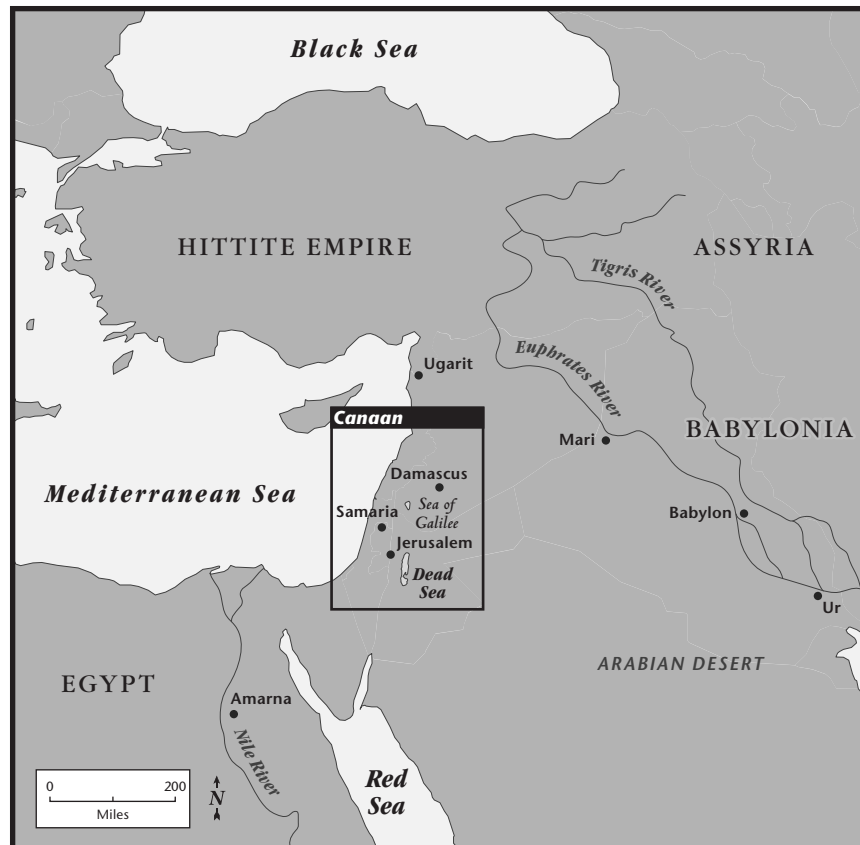 Black Sea
HITTITE EMPIRE
ASSYRIA
Tigris River
Euphrates River
Ugarit
Canaan
Mari
BABYLONIA
Damascus
Mediterranean Sea
Sea of
Galilee
Samaria
Babylon
Jerusalem
Dead
Sea
Ur
ARABIAN DESERT
EGYPT
Amarna
Nile River
Red
Sea
0 200
Miles
N